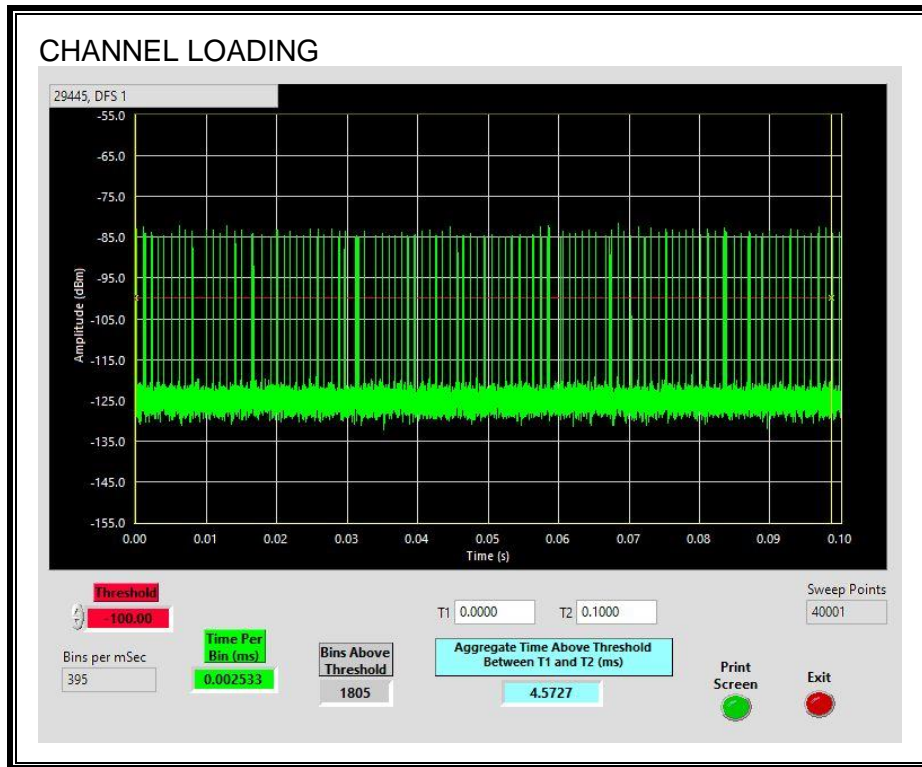 CHANNEL LOADING
29445, DFS 1
-55.0
-65.0
-75.0
-85.0
-95.0
-105.0
-115.0
-125.0
-135.0
-145.0
-155.0
Amplitude (dBm)
0.00 0.01 0.02 0.03 0.04 0.05 0.06 0.07 0.08 0.09 0.10
Time (s)
Threshold
-100.00
Bins per mSec
395
Time Per
Bin (ms)
0.002533
Bins Above
Threshold
1805
T1 0.0000 T2 0.1000
Aggregate Time Above Threshold
Between T1 and T2 (ms)
4.5727
Sweep Points
40001
Print
Screen
Exit